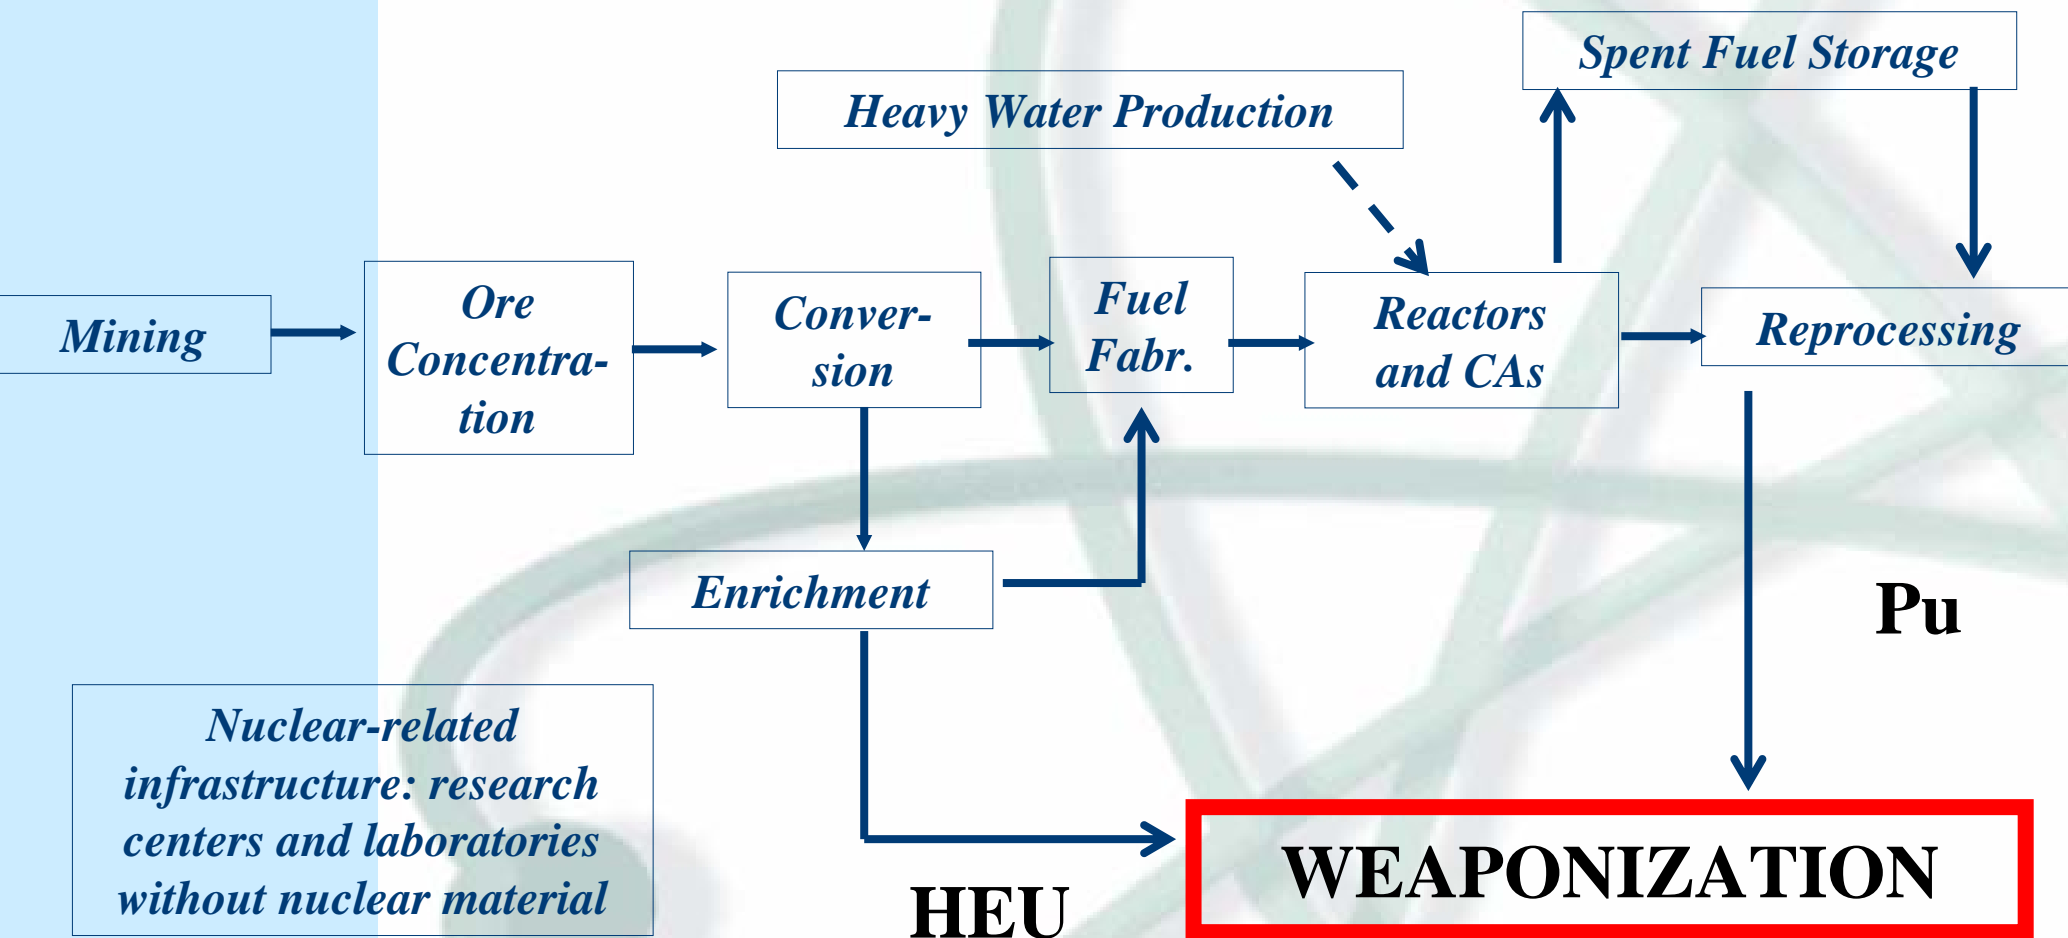 Spent Fuel Storage
Heavy Water Production
Mining
Ore
Concentra-
tion
Conver-
sion
Fuel
Fabr.
Reactors
and CAs
Reprocessing
Enrichment
Pu
Nuclear-related
infrastructure: research
centers and laboratories
without nuclear material
HEU
WEAPONIZATION